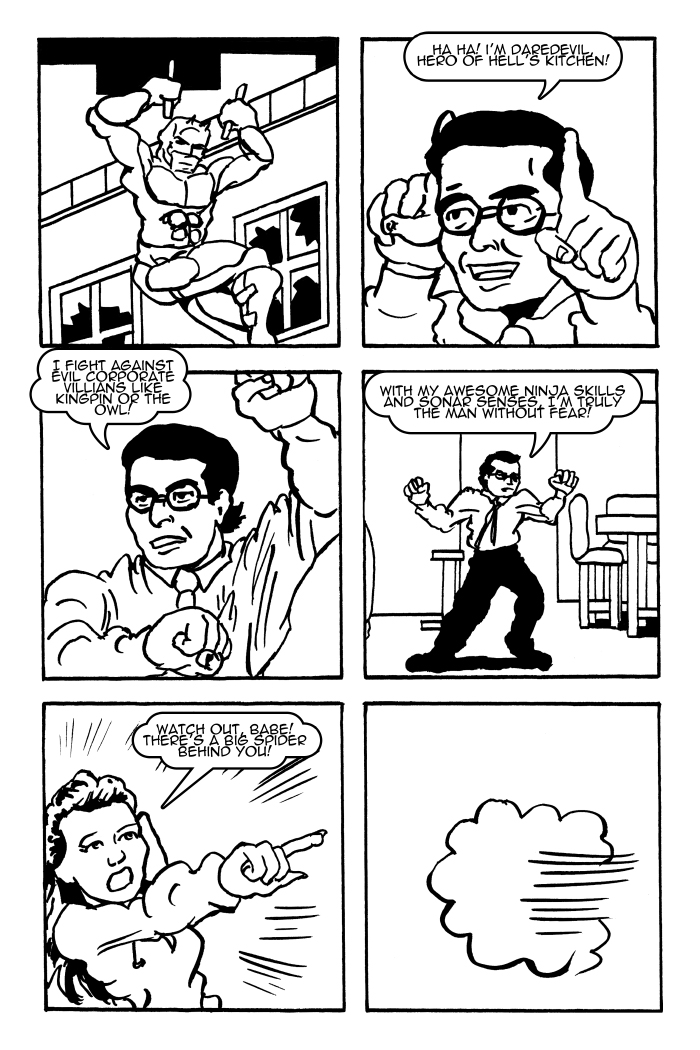 HA HA! I'M DAREDEVIL,
HERO OF HELL'S KITCHEN!
I FIGHT AGAINST
EVIL CORPORATE
VILLIANS LIKE
KINGPIN OR THE
OWL!
WITH MY AWESOME NINJA SKILLS
AND SONAR SENSES, I'M TRULY
THE MAN WITHOUT FEAR!
WATCH OUT, BABE!
THERE'S A BIG SPIDER
BEHIND YOU!